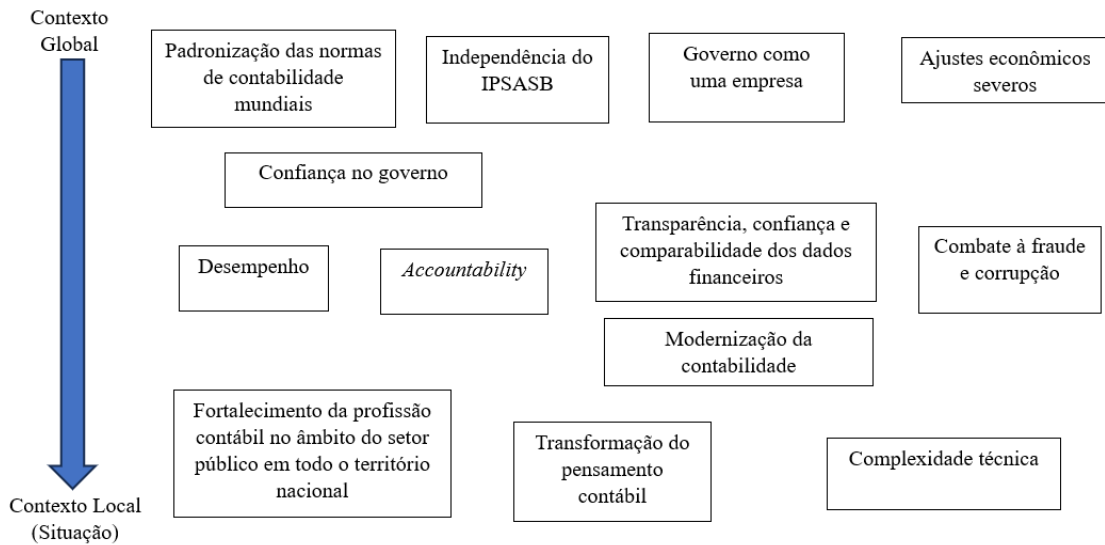 Contexto
Global
Padronização das normas
de contabilidade
mundiais
Independência do
IPSASB
Governo como
uma empresa
Ajustes econômicos
severos
Confiança no governo
Transparência, confiança e
comparabilidade dos dados
financeiros
Desempenho
Accountability
Combate à fraude
e corrupção
Modernização da
contabilidade
Fortalecimento da profissão
contábil no âmbito do setor
público em todo o território
nacional
Transformação do
pensamento
contábil
Complexidade técnica
Contexto Local
(Situação)